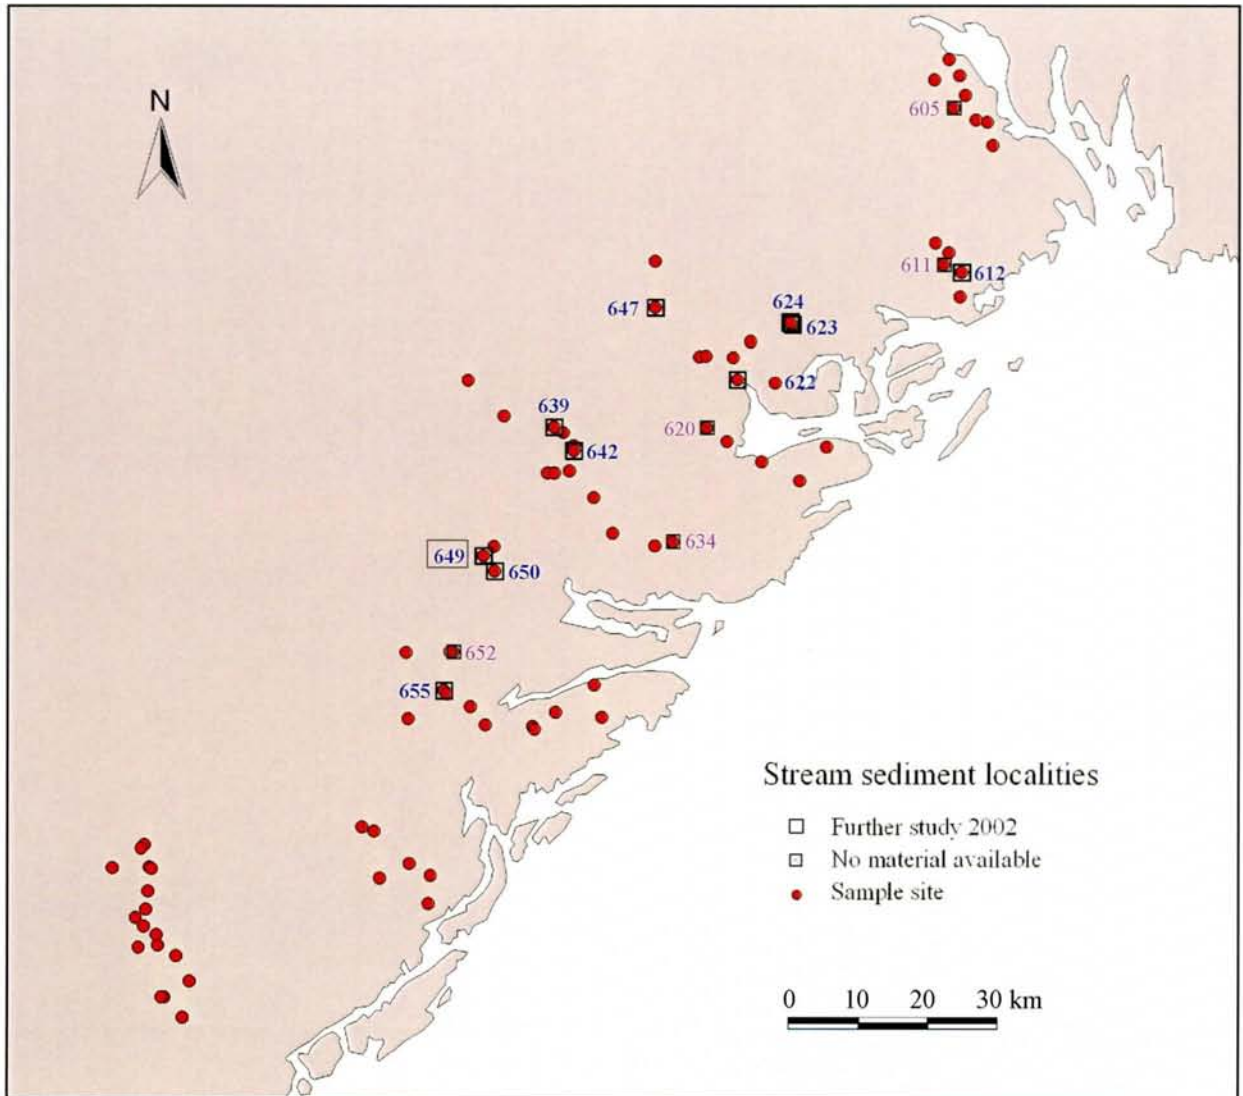 N
605
611
612
647
624
623
622
639
620
642
634
649
650
652
655
Stream sediment localities
Further study 2002
No material available
Sample site
0 10 20 30 km